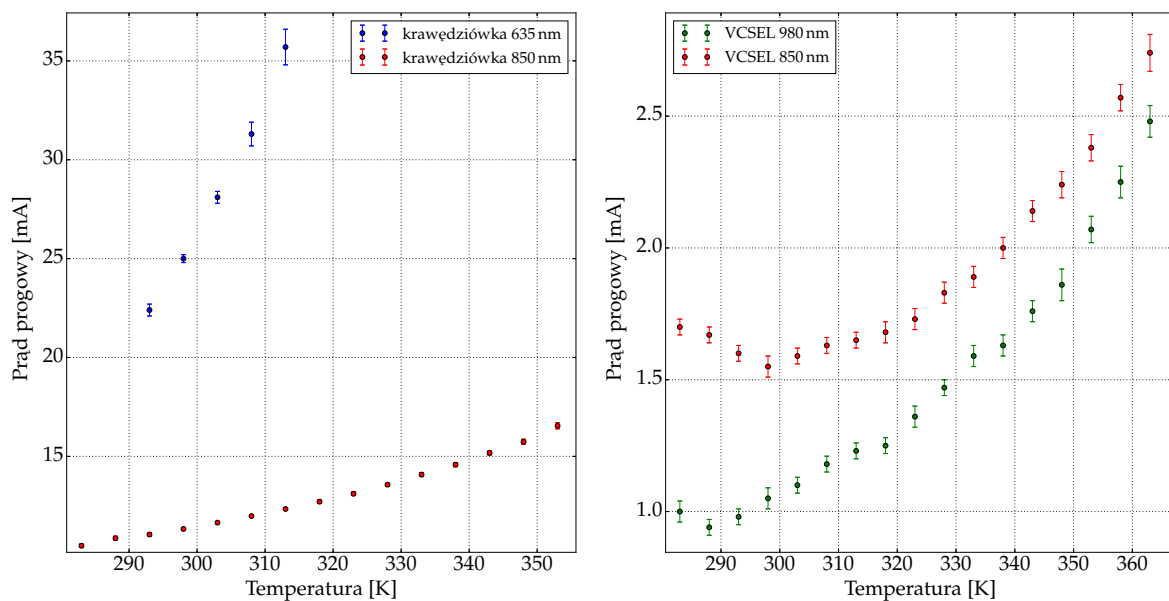 krawędziówka 635 nm
krawędziówka 850 nm
Prąd progowy [mA]
35
30
25
20
15
290 300 310 320 330 340 350
Temperatura [K]
VCSEL 980 nm
VCSEL 850 nm
Prąd progowy [mA]
2.5
2.0
1.5
1.0
290 300 310 320 330 340 350 360
Temperatura [K]